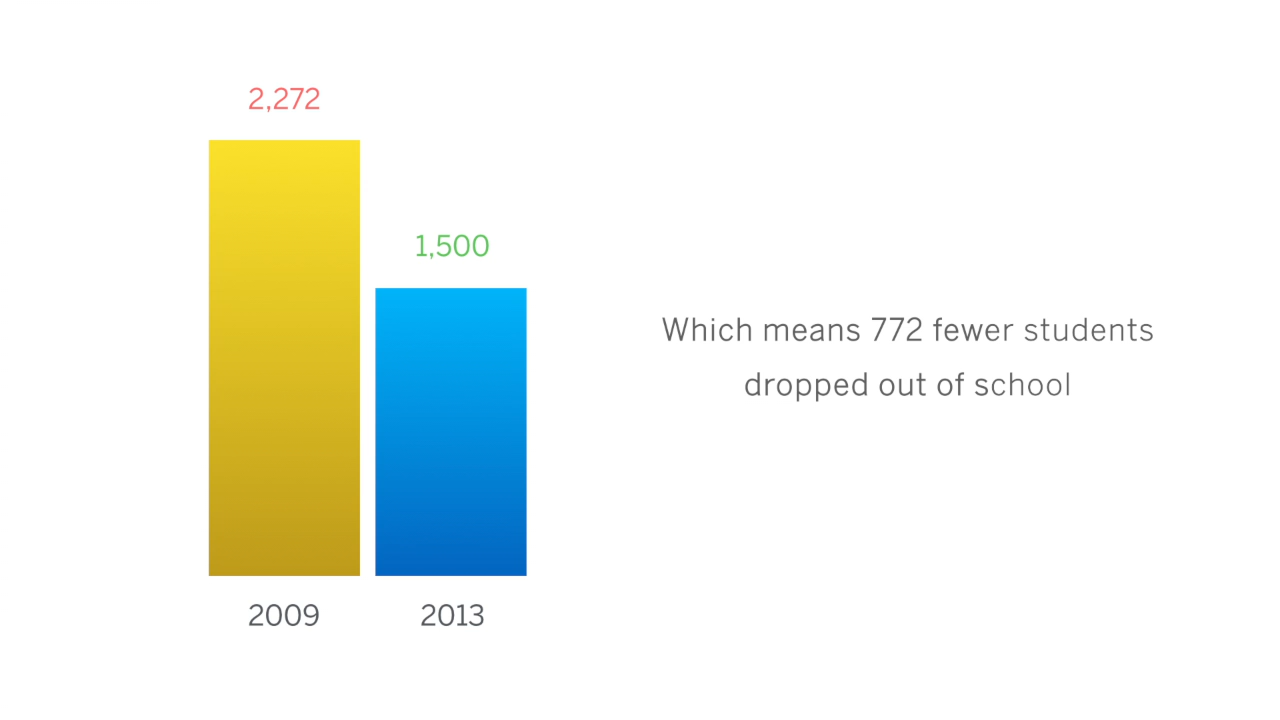 2,272
1,500
Which means 772 fewer students
dropped out of school
2009
2013